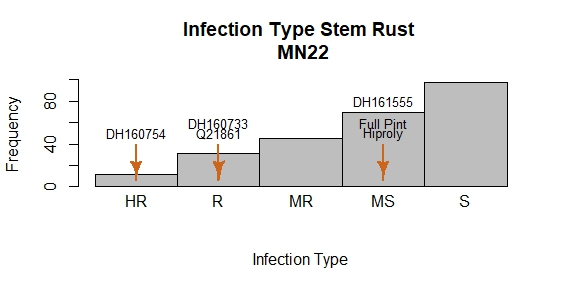 Infection Type Stem Rust
MN22
Frequency
0
40
80
DH160754
DH160733
Q21861
DH161555
Full Pint
Hiproly
HR
R
MR
MS
S
Infection Type